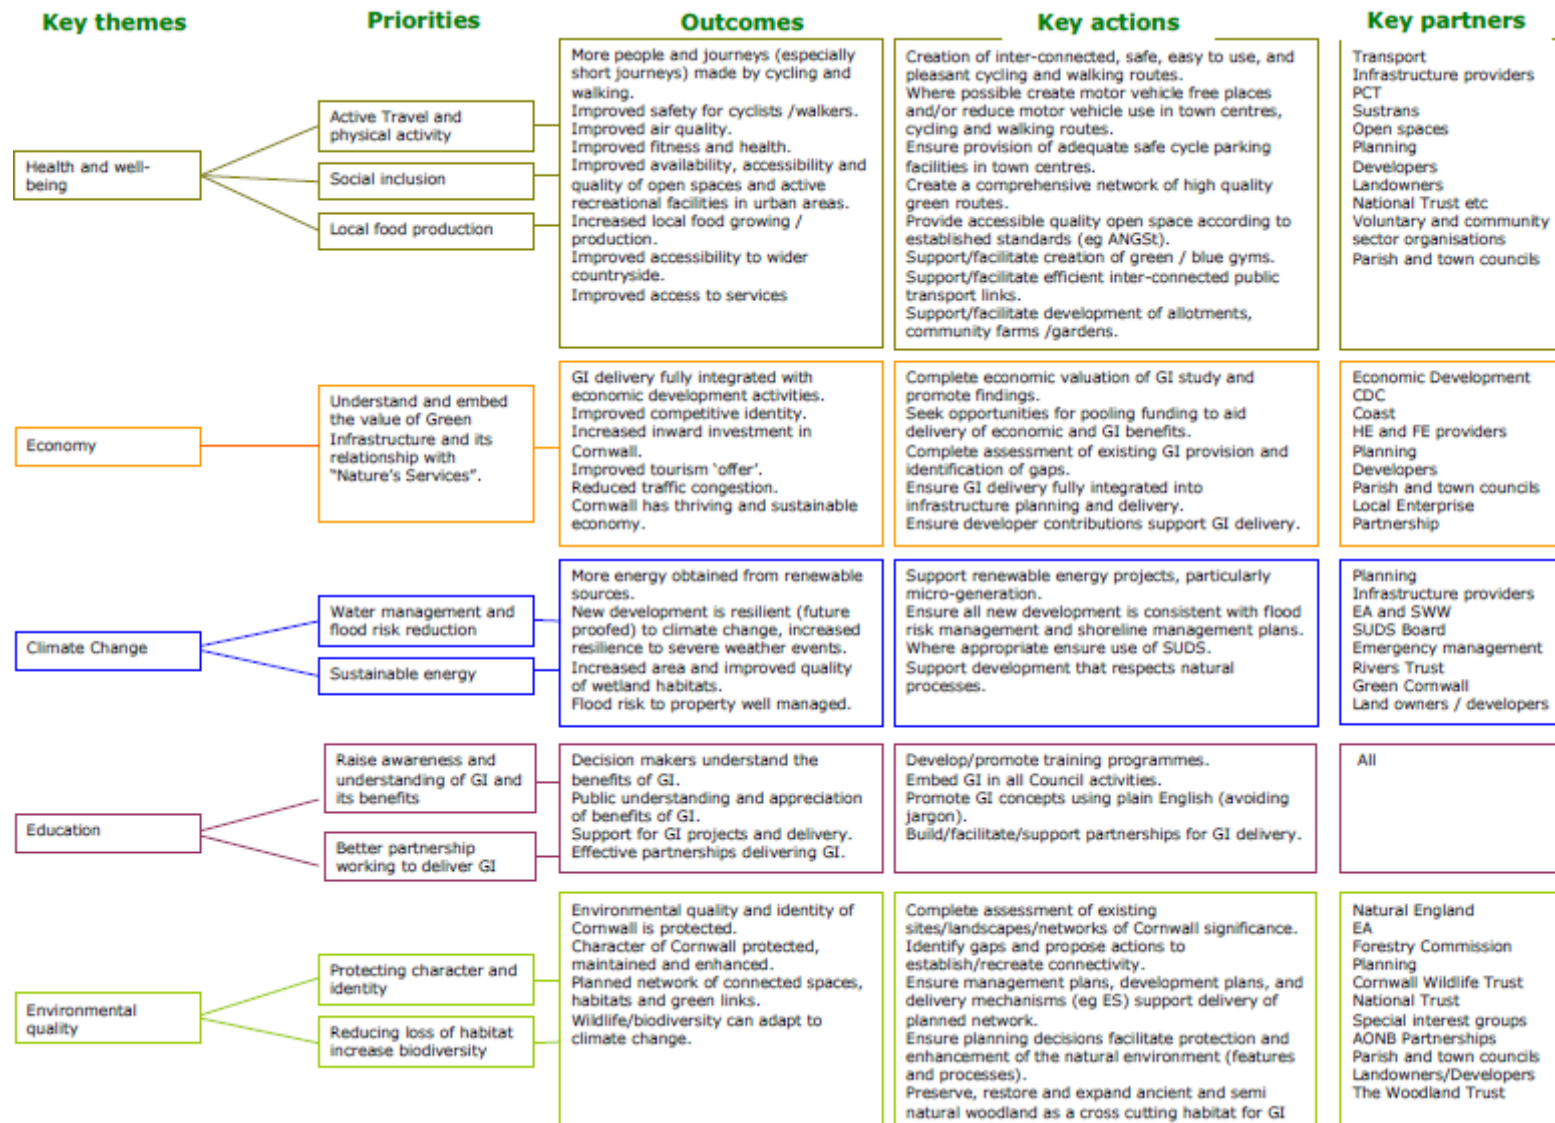 Key themes
Priorities
Outcomes
Key actions
Key partners
Health and well-
being
Active Travel and
physical activity
Social inclusion
Local food production
More people and journeys (especially
short journeys) made by cycling and
walking.
Improved safety for cyclists /walkers.
Improved air quality.
Improved fitness and health.
Improved availability, accessibility and
quality of open spaces and active
recreational facilities in urban areas.
Increased local food growing /
production.
Improved accessibility to wider
countryside.
Improved access to services
Creation of inter-connected, safe, easy to use, and
pleasant cycling and walking routes.
Where possible create motor vehicle free places
and/or reduce motor vehicle use in town centres,
cycling and walking routes.
Ensure provision of adequate safe cycle parking
facilities in town centres.
Create a comprehensive network of high quality
green routes.
Provide accessible quality open space according to
established standards (eg ANGSt).
Support/facilitate creation of green / blue gyms.
Support/facilitate efficient inter-connected public
transport links.
Support/facilitate development of allotments,
community farms /gardens.
Transport
Infrastructure providers
PCT
Sustrans
Open spaces
Planning
Developers
Landowners
National Trust etc
Voluntary and community
sector organisations
Parish and town councils
Economy
Understand and embed
the value of Green
Infrastructure and its
relationship with
"Nature's Services".
GI delivery fully integrated with
economic development activities.
Improved competitive identity.
Increased inward investment in
Cornwall.
Improved tourism 'offer'.
Reduced traffic congestion.
Cornwall has thriving and sustainable
economy.
Complete economic valuation of GI study and
promote findings.
Seek opportunities for pooling funding to aid
delivery of economic and GI benefits.
Complete assessment of existing GI provision and
identification of gaps.
Ensure GI delivery fully integrated into
infrastructure planning and delivery.
Ensure developer contributions support GI delivery.
Economic Development
CDC
Coast
HE and FE providers
Planning
Developers
Parish and town councils
Local Enterprise
Partnership
Climate Change
Water management and
flood risk reduction
Sustainable energy
More energy obtained from renewable
sources.
New development is resilient (future
proofed) to climate change, increased
resilience to severe weather events.
Increased area and improved quality
of wetland habitats.
Flood risk to property well managed.
Support renewable energy projects, particularly
micro-generation.
Ensure all new development is consistent with flood
risk management and shoreline management plans.
Where appropriate ensure use of SUDS.
Support development that respects natural
processes.
Planning
Infrastructure providers
EA and SWW
SUDS Board
Emergency management
Rivers Trust
Green Cornwall
Land owners / developers
Education
Raise awareness and
understanding of GI and
its benefits
Better partnership
working to deliver GI
Decision makers understand the
benefits of GI.
Public understanding and appreciation
of benefits of GI.
Support for GI projects and delivery.
Effective partnerships delivering GI.
Develop/promote training programmes.
Embed GI in all Council activities.
Promote GI concepts using plain English (avoiding
jargon).
Build/facilitate/support partnerships for GI delivery.
All
Environmental
quality
Protecting character and
identity
Reducing loss of habitat
increase biodiversity
Environmental quality and identity of
Cornwall is protected.
Character of Cornwall protected,
maintained and enhanced.
Planned network of connected spaces,
habitats and green links.
Wildlife/biodiversity can adapt to
climate change.
Complete assessment of existing
sites/landscapes/networks of Cornwall significance.
Identify gaps and propose actions to
establish/recreate connectivity.
Ensure management plans, development plans, and
delivery mechanisms (eg ES) support delivery of
planned network.
Ensure planning decisions facilitate protection and
enhancement of the natural environment (features
and processes).
Preserve, restore and expand ancient and semi
natural woodland as a cross cutting habitat for GI
Natural England
EA
Forestry Commission
Planning
Cornwall Wildlife Trust
National Trust
Special interest groups
AONB Partnerships
Parish and town councils
Landowners/Developers
The Woodland Trust